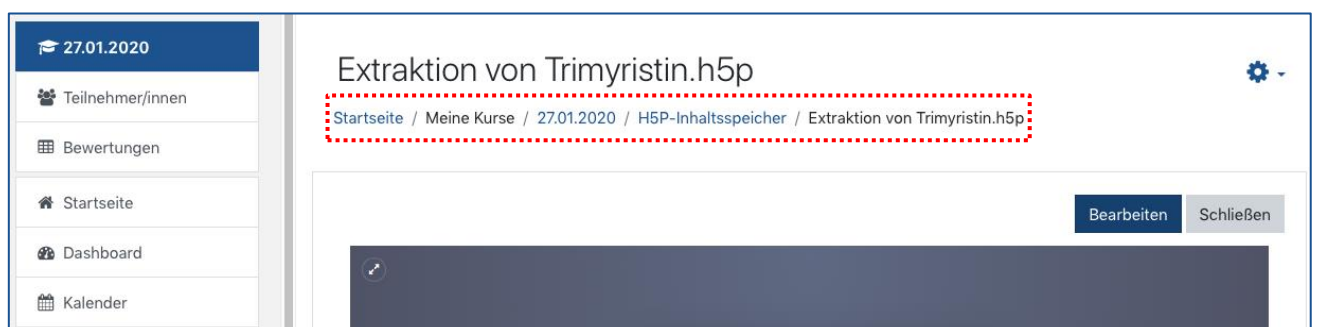 27.01.2020
Teilnehmer/innen
Bewertungen
Startseite
Dashboard
Kalender
Extraktion von Trimyristin.h5p
Startseite / Meine Kurse / 27.01.2020 / H5P-Inhaltsspeicher / Extraktion von Trimyristin.h5p
Bearbeiten Schließen